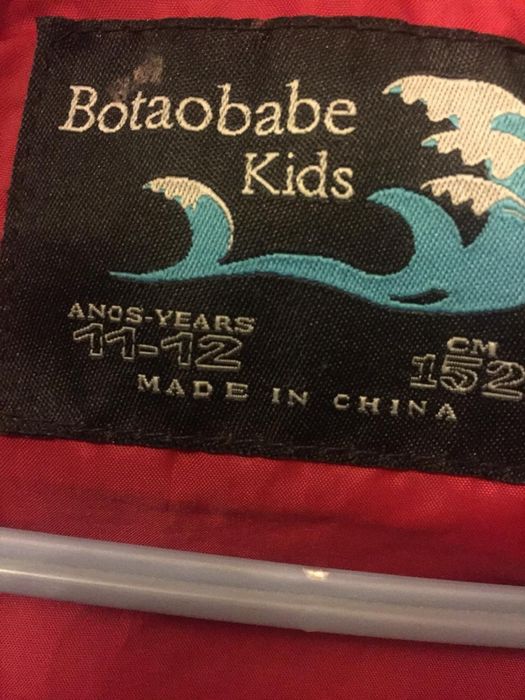 Botaobabe
Kids
ANOS-YEARS
11-12
CM
152
MADE IN CHINA